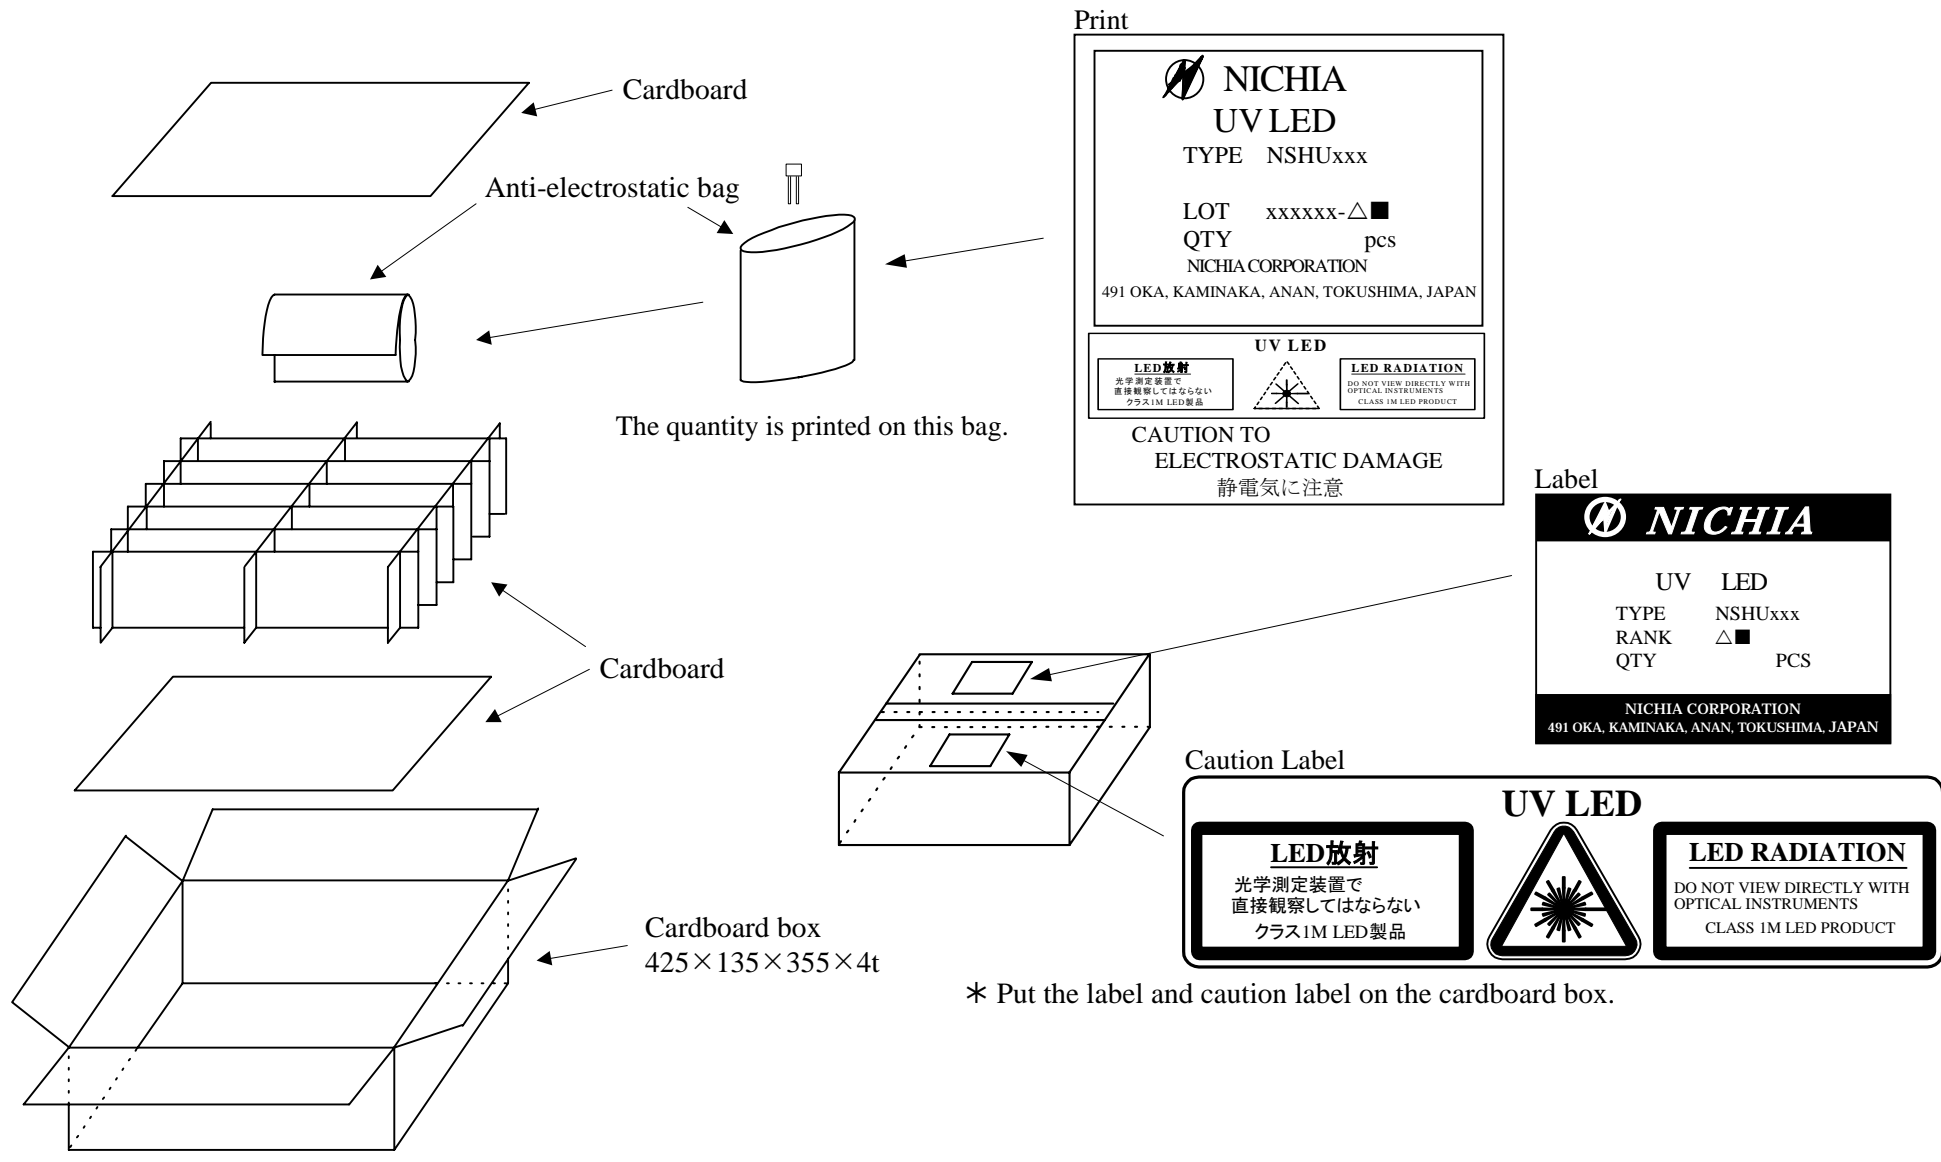 Print
NICHIA
UV LED
TYPE NSHUxxx
LOT xxxxxx-△■
QTY pcs
NICHIA CORPORATION
491 OKA, KAMINAKA, ANAN, TOKUSHIMA, JAPAN
UV LED
LED放射
光学測定装置で
直接観察してはならない
クラス1M LED製品
LED RADIATION
DO NOT VIEW DIRECTLY WITH
OPTICAL INSTRUMENTS
CLASS 1M LED PRODUCT
CAUTION TO
ELECTROSTATIC DAMAGE
静電気に注意
Cardboard
Anti-electrostatic bag
The quantity is printed on this bag.
Label
NICHIA
UV LED
TYPE NSHUxxx
RANK △■
QTY PCS
NICHIA CORPORATION
491 OKA, KAMINAKA, ANAN, TOKUSHIMA, JAPAN
Cardboard
Caution Label
UV LED
LED放射
光学測定装置で
直接観察してはならない
クラス1M LED製品
LED RADIATION
DO NOT VIEW DIRECTLY WITH
OPTICAL INSTRUMENTS
CLASS 1M LED PRODUCT
Cardboard box
425×135×355×4t
＊ Put the label and caution label on the cardboard box.